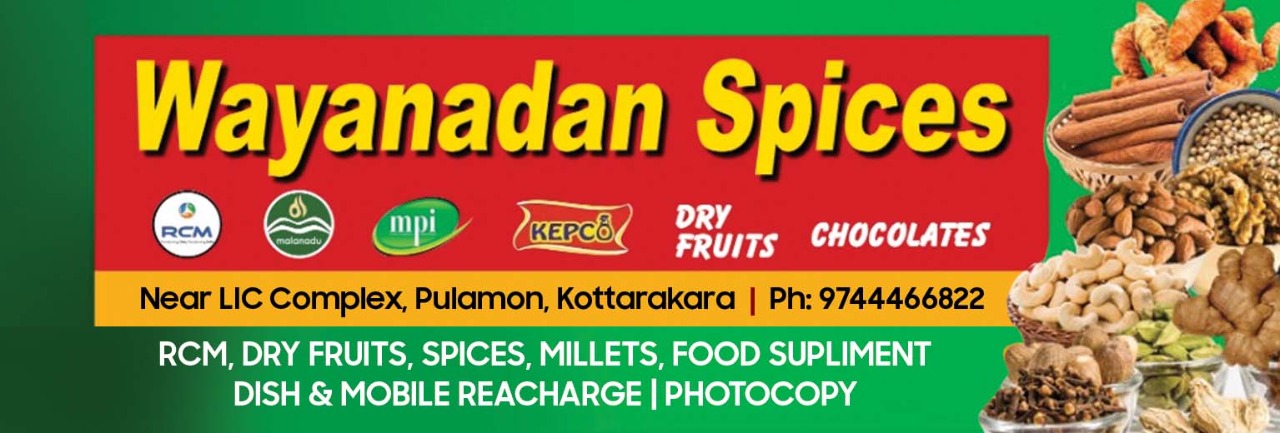 Wayanadan Spices
RCM
malanadu
mpi
KEPCO
DRY
FRUITS
CHOCOLATES
Near LIC Complex, Pulamon, Kottarakara | Ph: 9744466822
RCM, DRY FRUITS, SPICES, MILLETS, FOOD SUPLIMENT
DISH & MOBILE REACHARGE | PHOTOCOPY